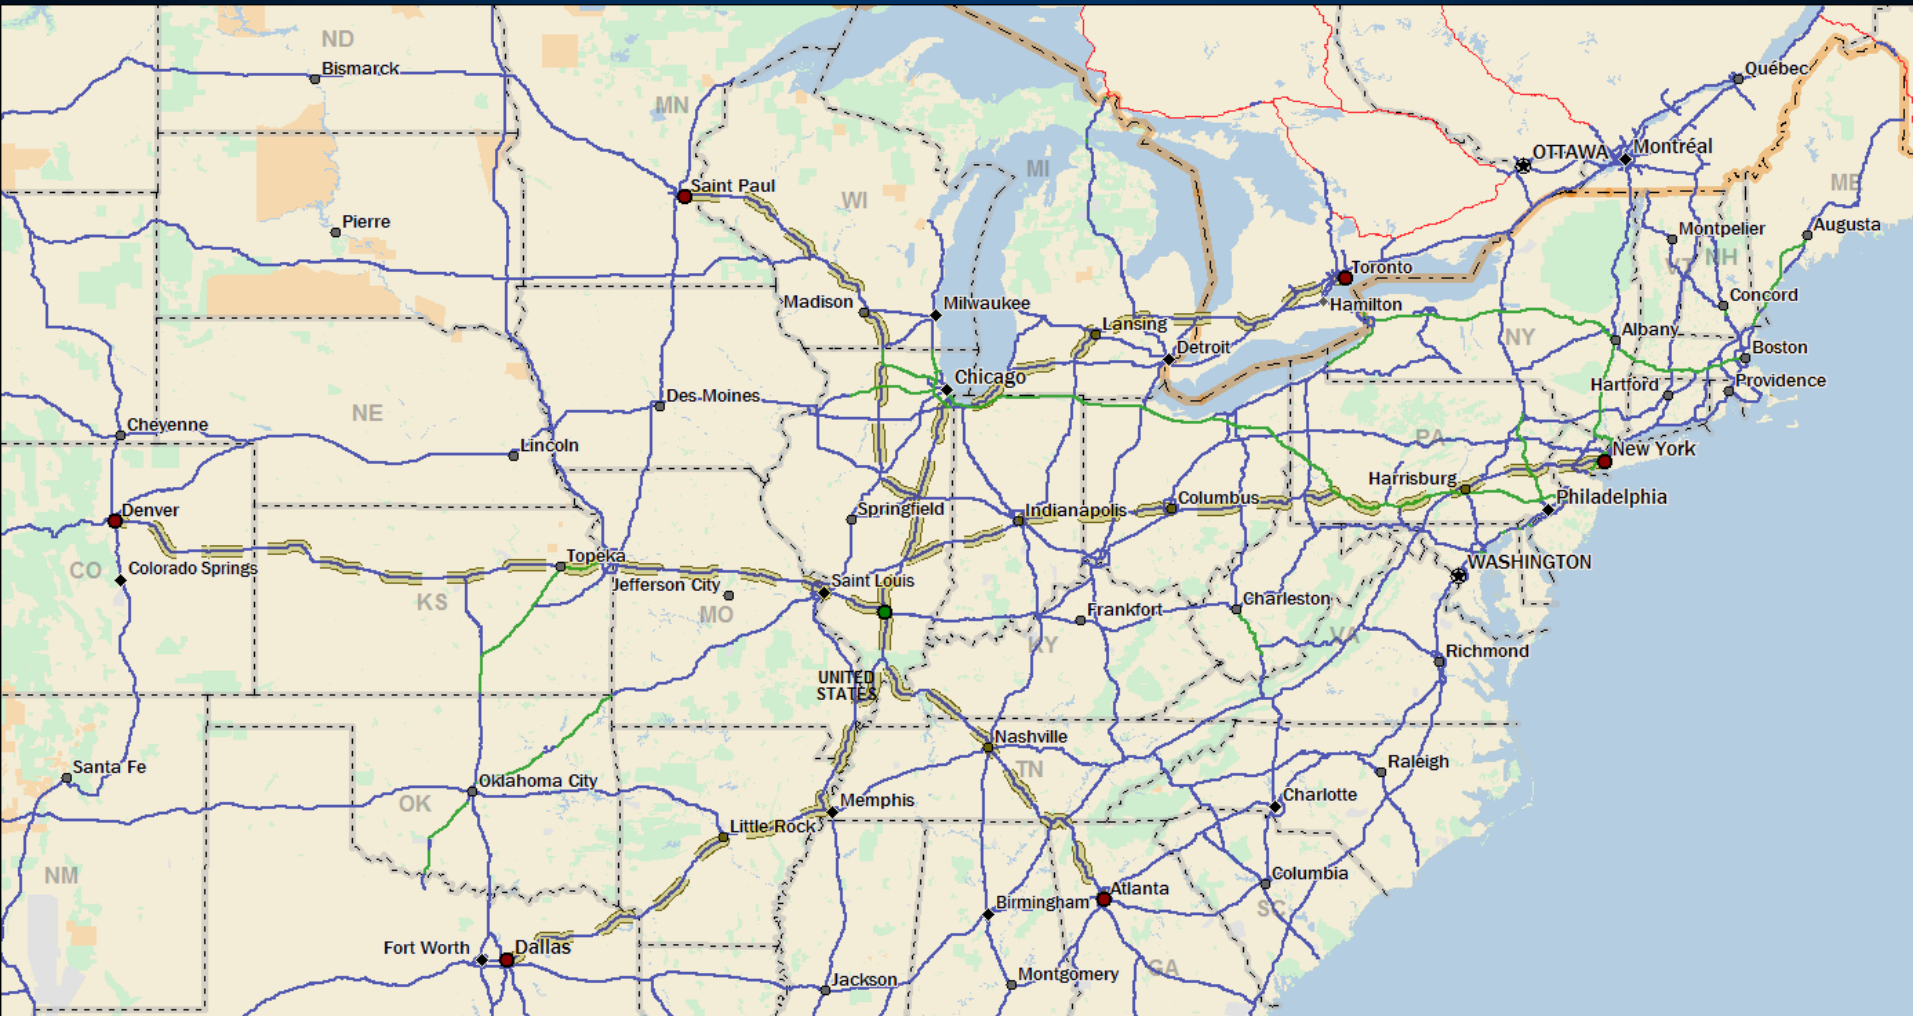 ND
Bismarck
Québec
MN
OTTAWA
Montréal
MI
ME
Saint Paul
WI
Pierre
Augusta
Montpelier
VT
NH
Toronto
Madison
Milwaukee
Hamilton
Concord
Lansing
NY
Albany
Detroit
Boston
Chicago
Hartford
Providence
Des Moines
NE
Cheyenne
Lincoln
PA
New York
Harrisburg
Philadelphia
Denver
Springfield
Indianapolis
Columbus
Topeka
WASHINGTON
CO
Colorado Springs
Jefferson City
Saint Louis
KS
MO
Frankfort
Charleston
KY
VA
Richmond
UNITED
STATES
Nashville
Santa Fe
TN
Raleigh
Oklahoma City
OK
Memphis
Charlotte
Little Rock
NM
Columbia
Atlanta
Birmingham
SC
Fort Worth
Dallas
Jackson
Montgomery
GA